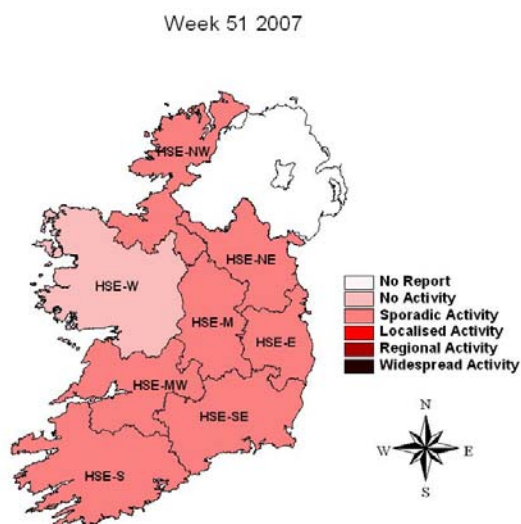 Week 51 2007
HSE-NW
HSE-NE
HSE-W
HSE-M
HSE-E
HSE-MW
HSE-SE
HSE-S
No Report
No Activity
Sporadic Activity
Localised Activity
Regional Activity
Widespread Activity
N
W E
S